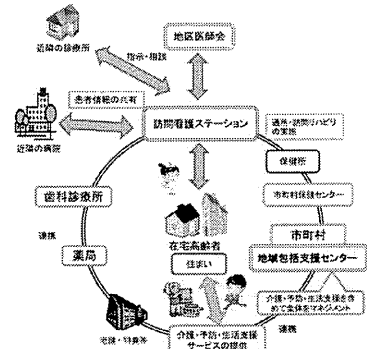 近隣の診療所
地区医師会
指示・相談
患者情報の共有
訪問看護ステーション
通所・訪問リハビリ
の実施
近隣の病院
保健所
歯科診療所
市町村保健センター
連携
在宅高齢者
市町村
薬局
住まい
地域包括支援センター
介護・予防・生活支援を含
めて全体をマネジメント
老健・特養等
介護・予防・生活支援
サービスの提供
連携